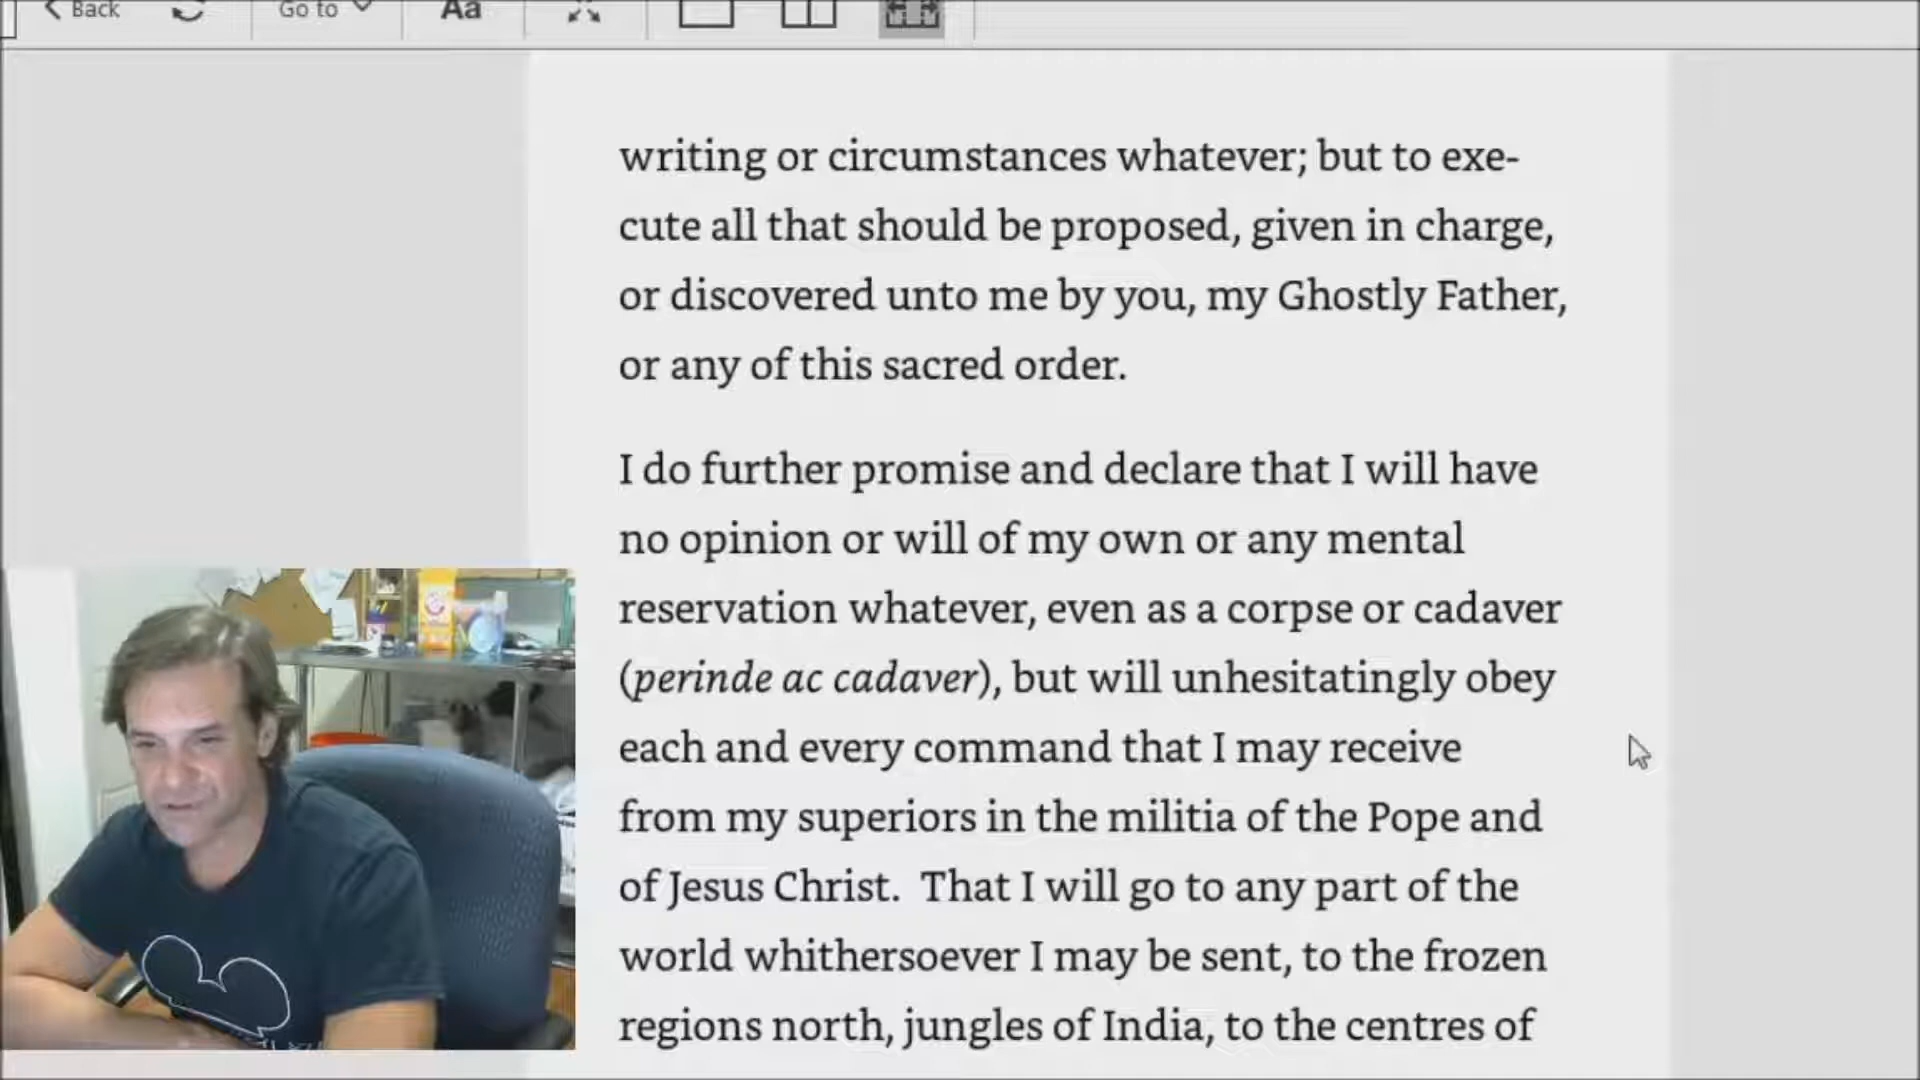 Back
Go to
Aa
writing or circumstances whatever; but to exe-
cute all that should be proposed, given in charge,
or discovered unto me by you, my Ghostly Father,
or any of this sacred order.
I do further promise and declare that I will have
no opinion or will of my own or any mental
reservation whatever, even as a corpse or cadaver
(perinde ac cadaver), but will unhesitatingly obey
each and every command that I may receive
from my superiors in the militia of the Pope and
of Jesus Christ. That I will go to any part of the
world whithersoever I may be sent, to the frozen
regions north, jungles of India, to the centres of